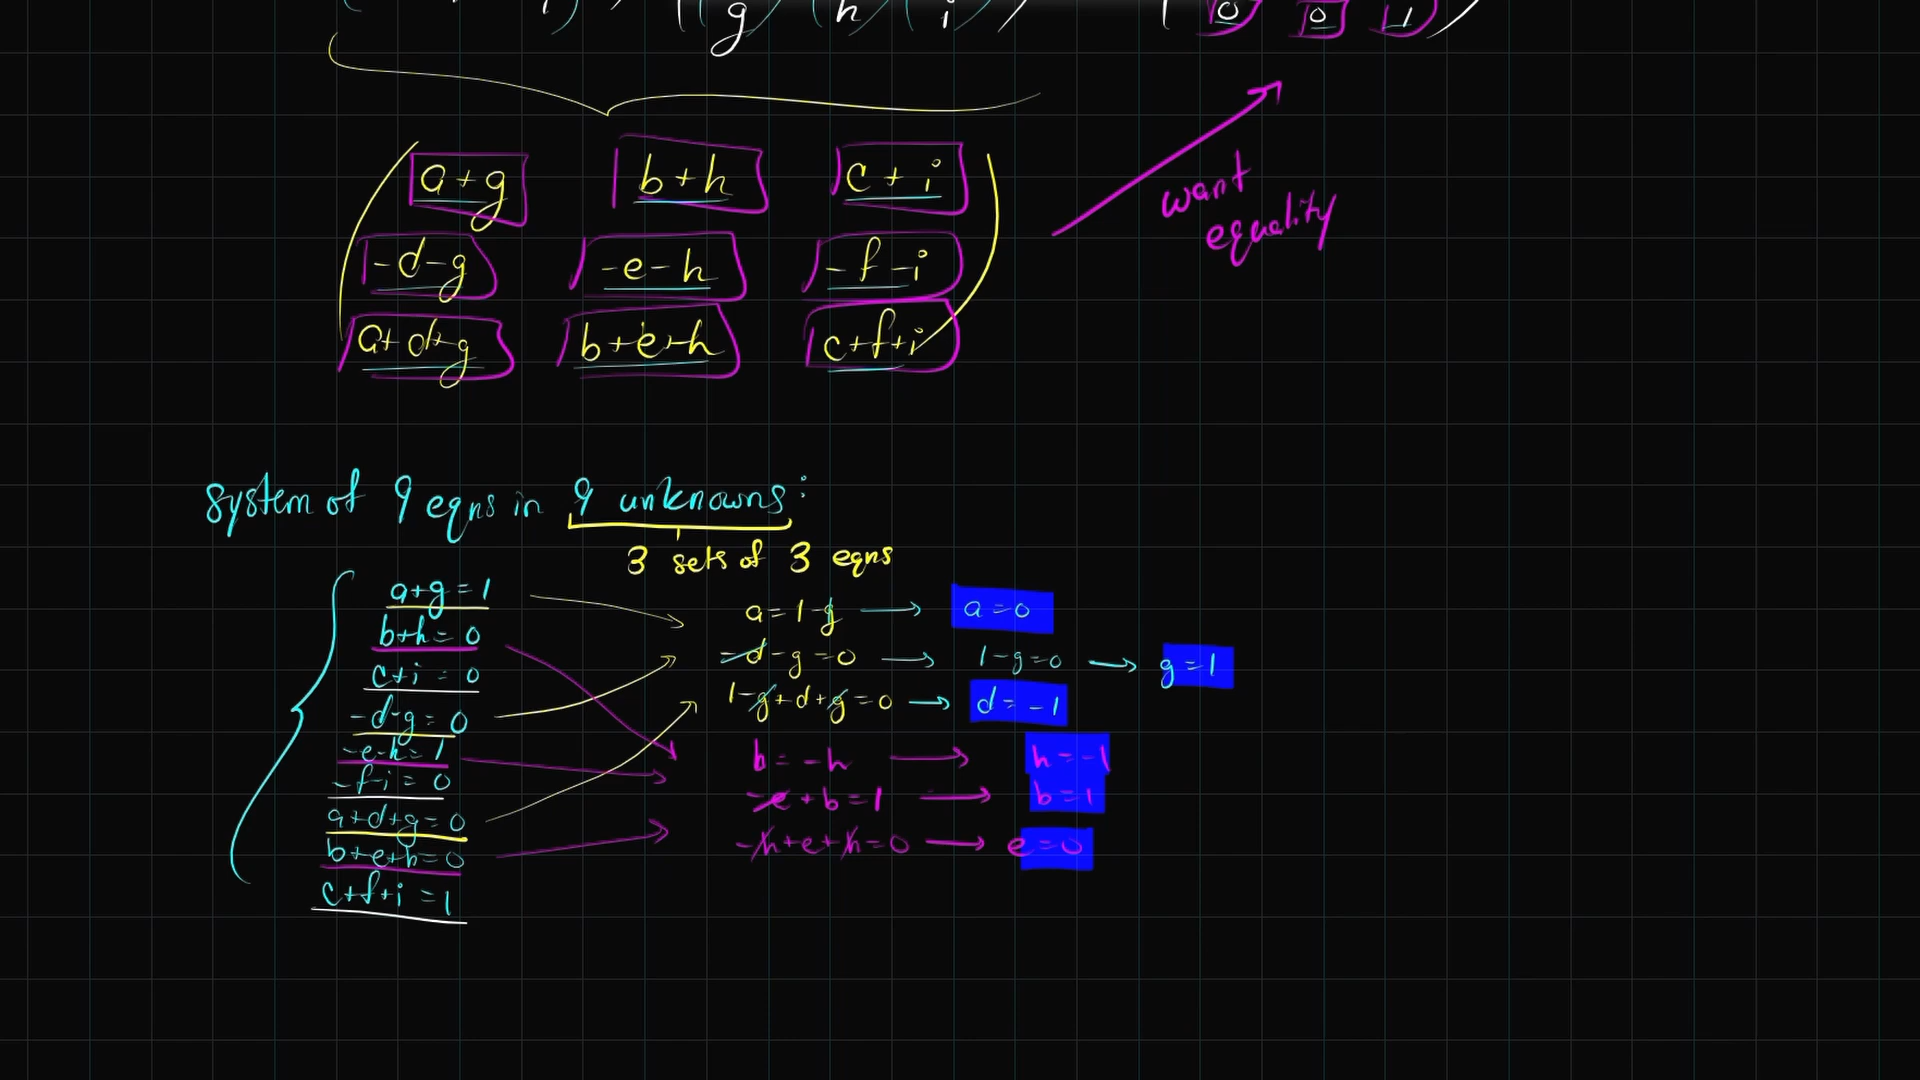 g h i 0 0 1
a+g b+h c+i
-d-g -e-h -f-i
a+d+g b+e+h c+f+i
want
equality
system of 9 eqns in 9 unknowns:
3 sets of 3 eqns
a+g=1
b+h=0
c+i=0
-d-g=0
-e-h=1
-f-i=0
a+d+g=0
b+e+h=0
c+f+i=1
a=1-g → a=0
-d-g=0 → 1-g=0 → g=1
1-g+d+g=0 → d=-1
b=-h → h=-1
-e+b=1 → b=1
-h+e+h=0 → e=0